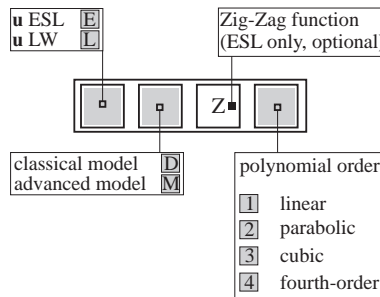 u ESL E
u LW L
Zig-Zag function
(ESL only, optional)
Z
classical model D
advanced model M
polynomial order
1 linear
2 parabolic
3 cubic
4 fourth-order